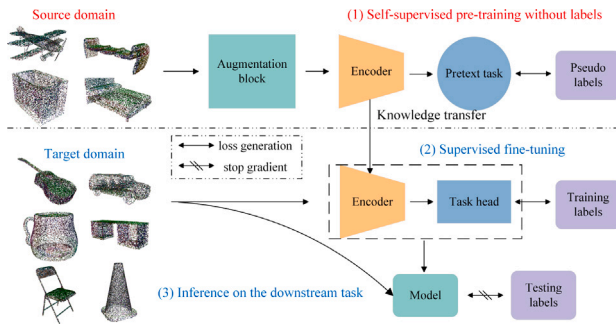 Source domain
(1) Self-supervised pre-training without labels
Augmentation
block
Encoder
Pretext task
Pseudo
labels
Knowledge transfer
Target domain
loss generation
stop gradient
(2) Supervised fine-tuning
Encoder
Task head
Training
labels
(3) Inference on the downstream task
Model
Testing
labels